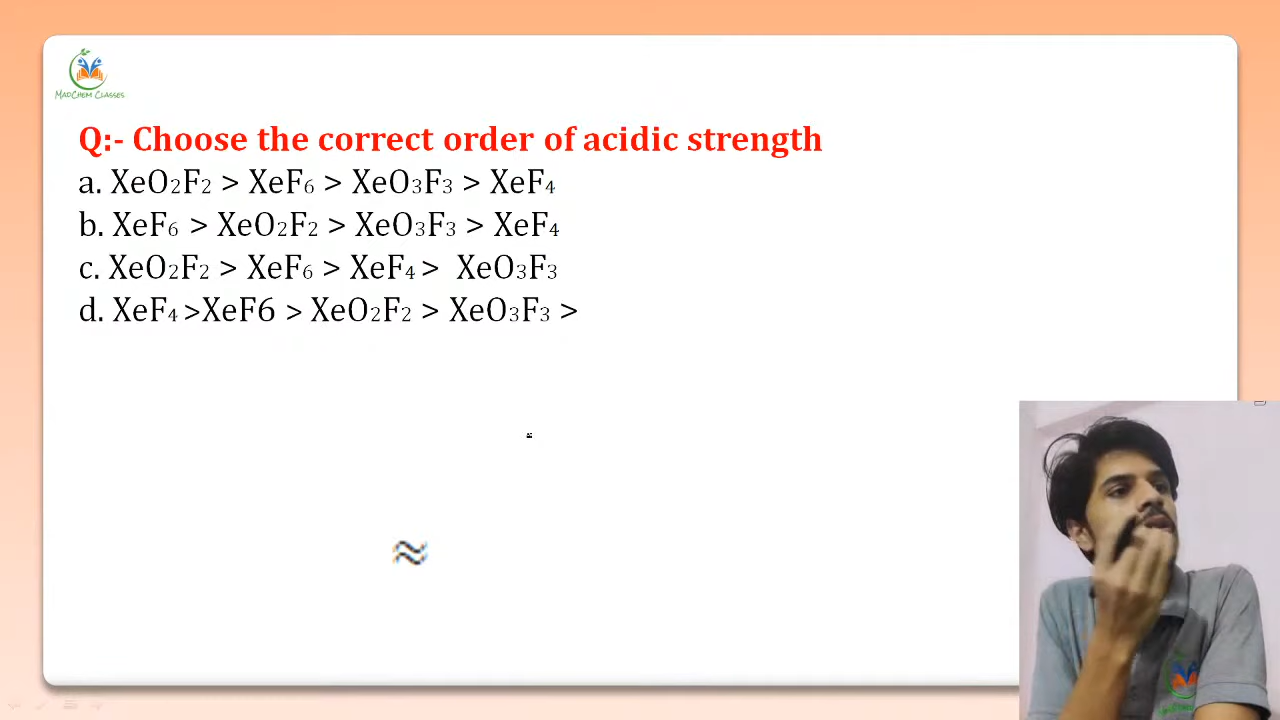 MadChem Classes
Q:- Choose the correct order of acidic strength
a. XeO₂F₂ > XeF₆ > XeO₃F₃ > XeF₄
b. XeF₆ > XeO₂F₂ > XeO₃F₃ > XeF₄
c. XeO₂F₂ > XeF₆ > XeF₄ > XeO₃F₃
d. XeF₄ >XeF6 > XeO₂F₂ > XeO₃F₃ >
≈